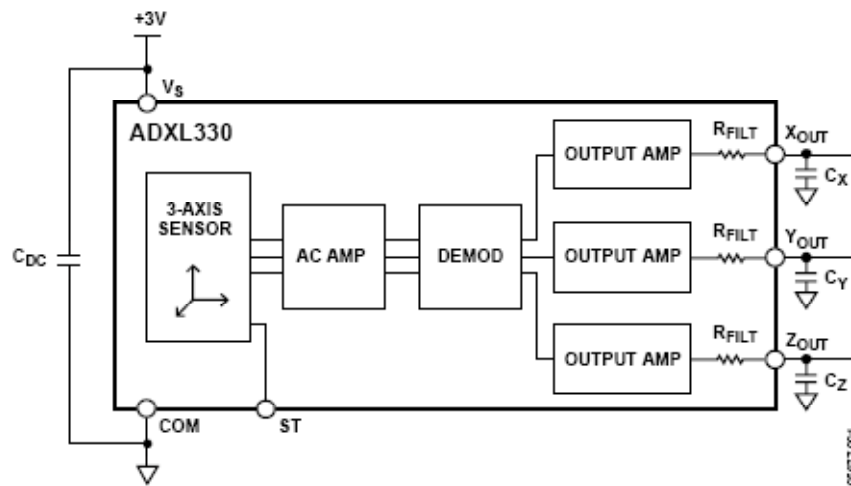 +3V
VS
ADXL330
3-AXIS
SENSOR
AC AMP
DEMOD
OUTPUT AMP
RFILT
XOUT
CX
OUTPUT AMP
RFILT
YOUT
CY
OUTPUT AMP
RFILT
ZOUT
CZ
CDC
COM
ST